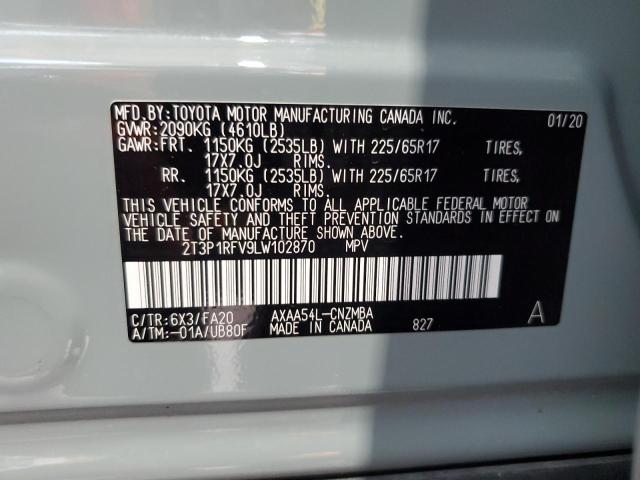 MFD.BY:TOYOTA MOTOR MANUFACTURING CANADA INC. 01/20
GVWR:2090KG (4610LB)
GAWR:FRT. 1150KG (2535LB) WITH 225/65R17 TIRES,
17X7.0J RIMS.
RR. 1150KG (2535LB) WITH 225/65R17 TIRES,
17X7.0J RIMS.
THIS VEHICLE CONFORMS TO ALL APPLICABLE FEDERAL MOTOR
VEHICLE SAFETY AND THEFT PREVENTION STANDARDS IN EFFECT ON
THE DATE OF MANUFACTURE SHOWN ABOVE.
2T3P1RFV9LW102870 MPV
C/TR:6X3/FA20 AXAA54L-CNZMBA
A/TM:-01A/UB80F MADE IN CANADA 827 A